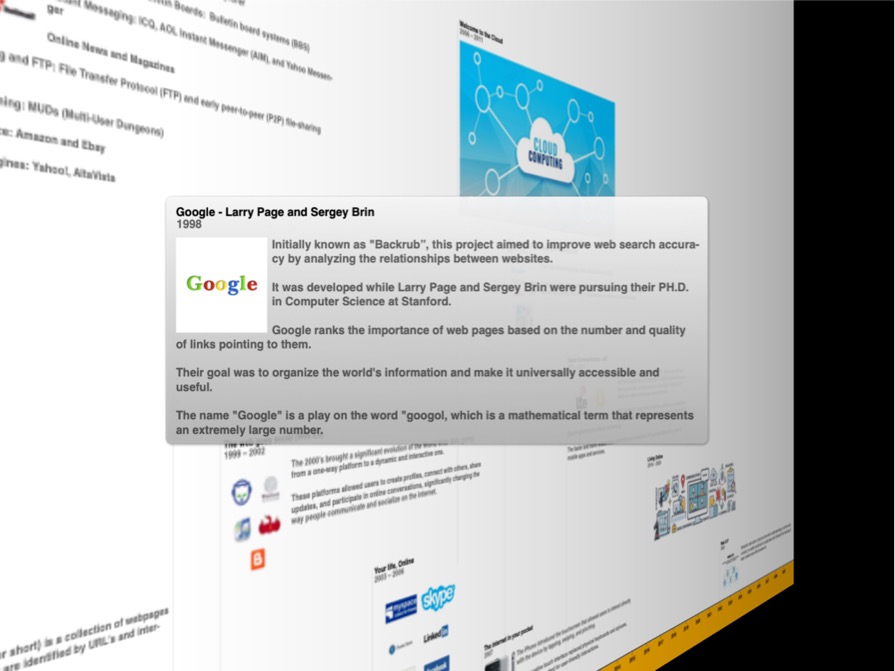 t Messaging: ICQ, AOL Instant Messenger (AIM), and Yahoo Messen-
ger
Boards: Bulletin board systems (BBS)
Online News and Magazines
g and FTP: File Transfer Protocol (FTP) and early peer-to-peer (P2P) file-sharing
ing: MUDs (Multi-User Dungeons)
ce: Amazon and Ebay
gines: Yahoo!, AltaVista
Welcome to the Cloud
2006 – 2011
CLOUD
COMPUTING
Google - Larry Page and Sergey Brin
1998
Google
Initially known as "Backrub", this project aimed to improve web search accura-
cy by analyzing the relationships between websites.
It was developed while Larry Page and Sergey Brin were pursuing their PH.D.
in Computer Science at Stanford.
Google ranks the importance of web pages based on the number and quality
of links pointing to them.
Their goal was to organize the world's information and make it universally accessible and
useful.
The name "Google" is a play on the word "googol, which is a mathematical term that represents
an extremely large number.
1999 – 2002
The 2000's brought a significant evolution of the
from a one-way platform to a dynamic and interactive one.
These platforms allowed users to create profiles, connect with others, share
updates, and participate in online conversations, significantly changing the
way people communicate and socialize on the internet.
Your life, Online
2003 – 2006
myspace
skype
LinkedIn
facebook
Living Online
The internet in your pocket
2007
r short) is a collection of webpages
are identified by URL's and inter-